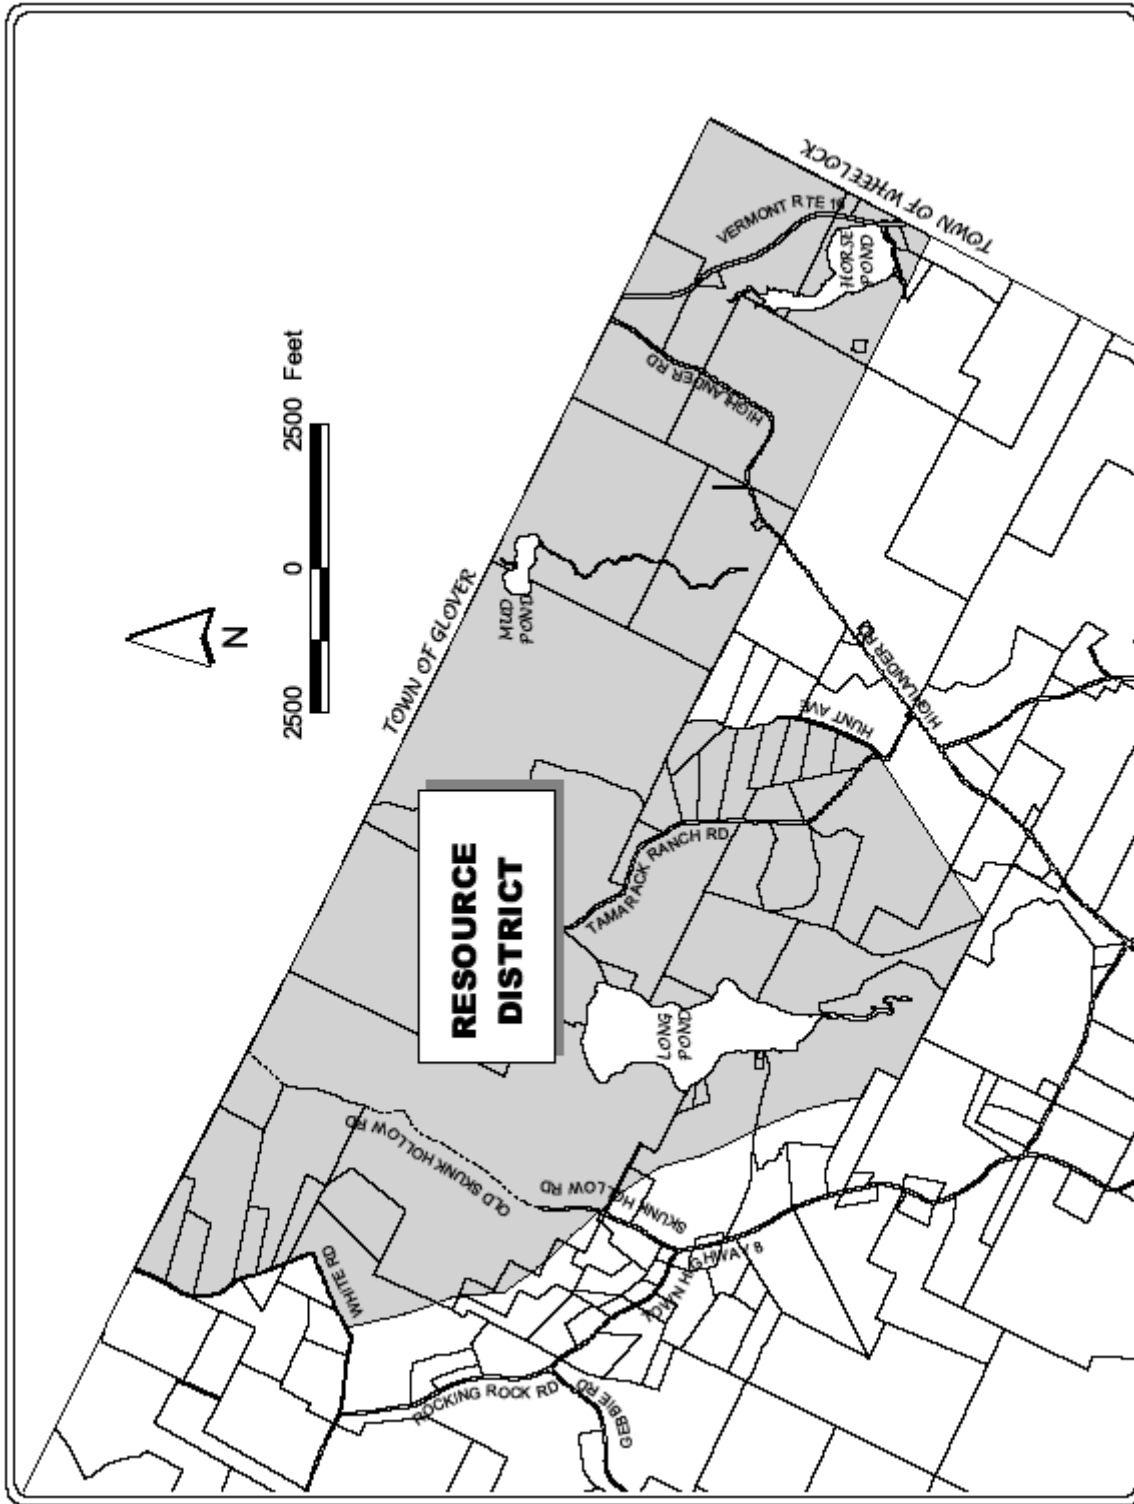 2500
0
2500 Feet
N
TOWN OF GLOVER
TOWN OF WHEELOCK
VERMONT RTE 16
HORSE
POND
HIGHLANDER RD
MUD
POND
RESOURCE
DISTRICT
HUNT AVE
HIGHLANDER RD
TAMARACK RANCH RD
LONG
POND
OLD SKUNK HOLLOW RD
SKUNK HOLLOW RD
WHITE RD
TOWN HIGHWAY 8
ROCKING ROCK RD
GEBBIE RD